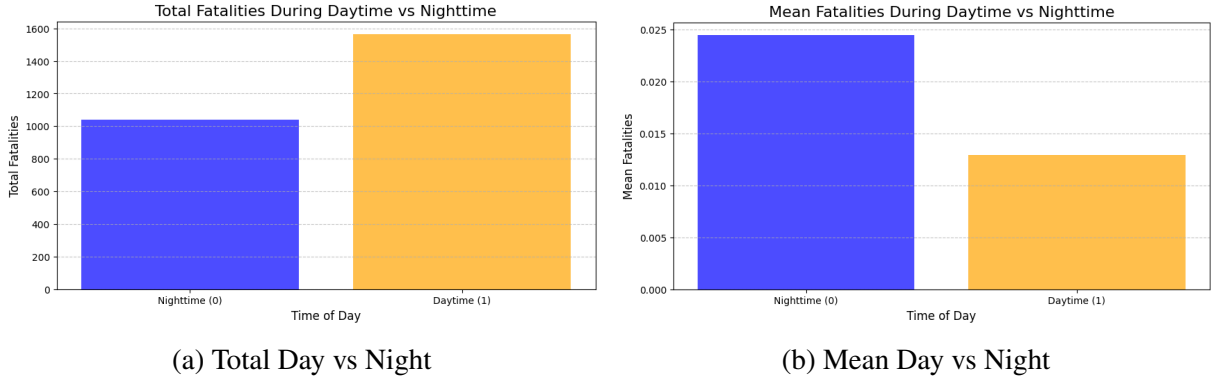 Total Fatalities During Daytime vs Nighttime
1600
1400
1200
1000
800
600
400
200
0
Total Fatalities
Nighttime (0)
Daytime (1)
Time of Day
(a) Total Day vs Night
Mean Fatalities During Daytime vs Nighttime
0.025
0.020
0.015
0.010
0.005
0.000
Mean Fatalities
Nighttime (0)
Daytime (1)
Time of Day
(b) Mean Day vs Night